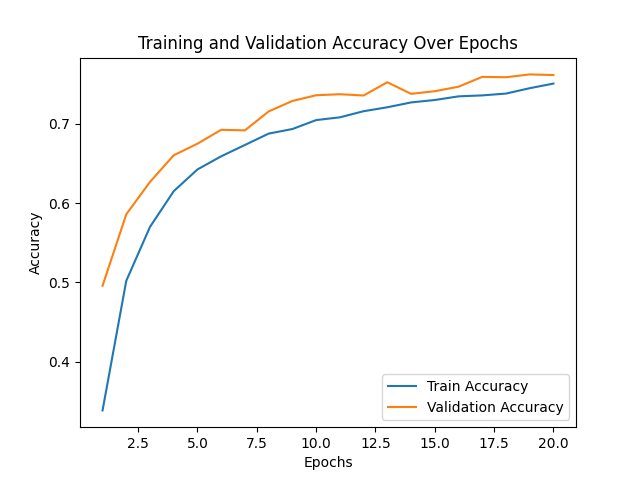 Training and Validation Accuracy Over Epochs
Accuracy
0.7
0.6
0.5
0.4
Train Accuracy
Validation Accuracy
2.5 5.0 7.5 10.0 12.5 15.0 17.5 20.0
Epochs